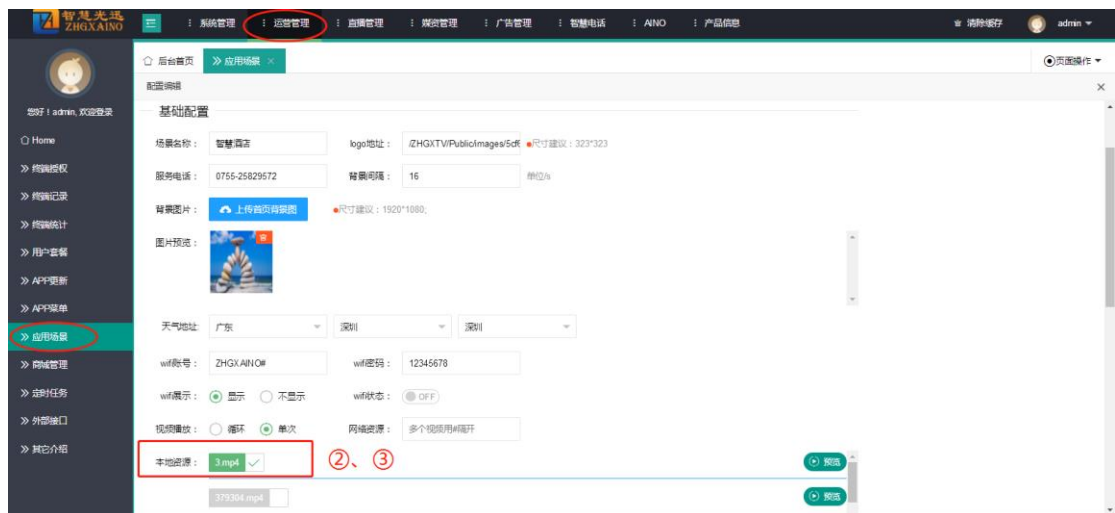 智慧光迅
ZHGXAINO
系统管理 运营管理 直播管理 媒资管理 广告管理 智慧电话 AINO 产品信息 清除缓存 admin
后台首页 应用场景 × 页面操作
配置编辑 ×
您好！admin, 欢迎登录
Home
终端授权
终端记录
终端统计
用户套餐
APP更新
APP菜单
应用场景
商城管理
定时任务
外部接口
其它介绍
基础配置
场景名称： 智慧酒店 logo地址： /ZHGXTV/Public/images/5df6 尺寸建议：323*323
服务电话： 0755-25829572 背景间隔： 16 单位/s
背景图片： 上传首页背景图 尺寸建议：1920*1080;
图片预览：
天气地址 广东 深圳 深圳
wifi账号： ZHGXAINO# wifi密码： 12345678
wifi展示： 显示 不显示 wifi状态： OFF
视频播放： 循环 单次 网络资源： 多个视频用#隔开
本地资源： 3.mp4 ②、③ 预览
379304.mp4 预览